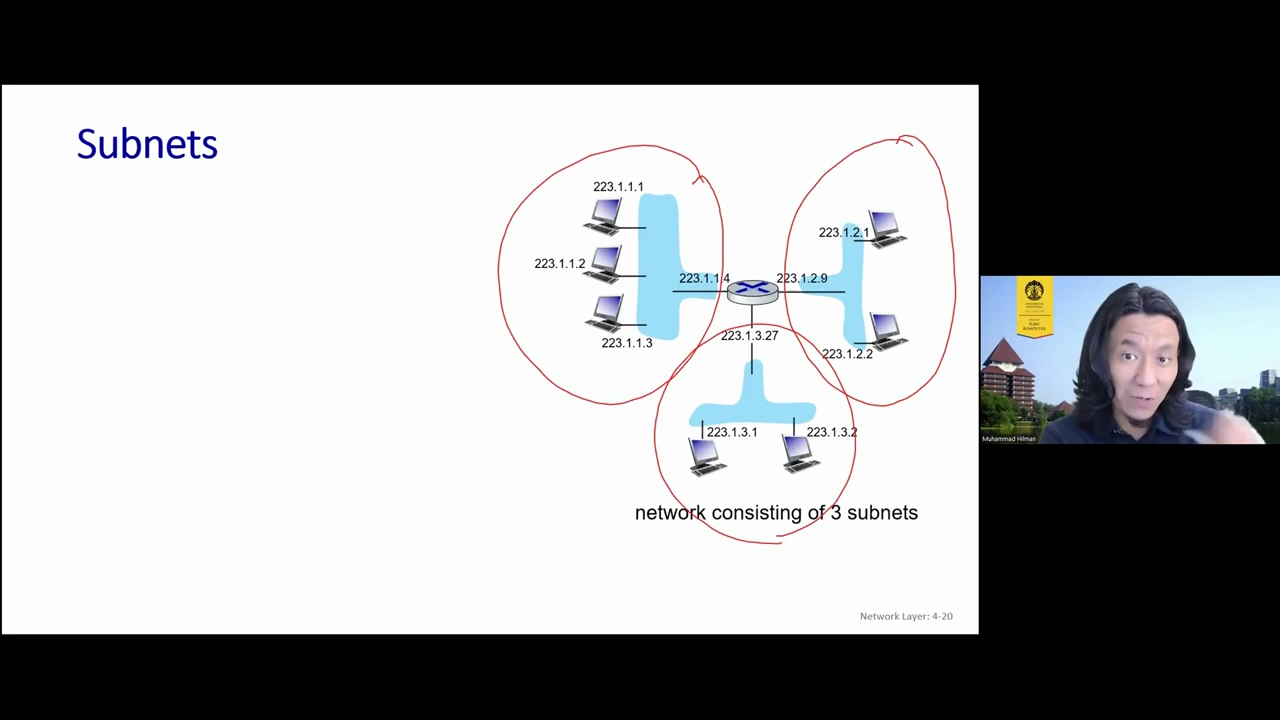 Subnets
223.1.1.1
223.1.1.2
223.1.1.3
223.1.1.4
223.1.2.9
223.1.2.1
223.1.2.2
223.1.3.27
223.1.3.1
223.1.3.2
network consisting of 3 subnets
Network Layer: 4-20
ILMU
KOMPUTER
Muhammad Hilman